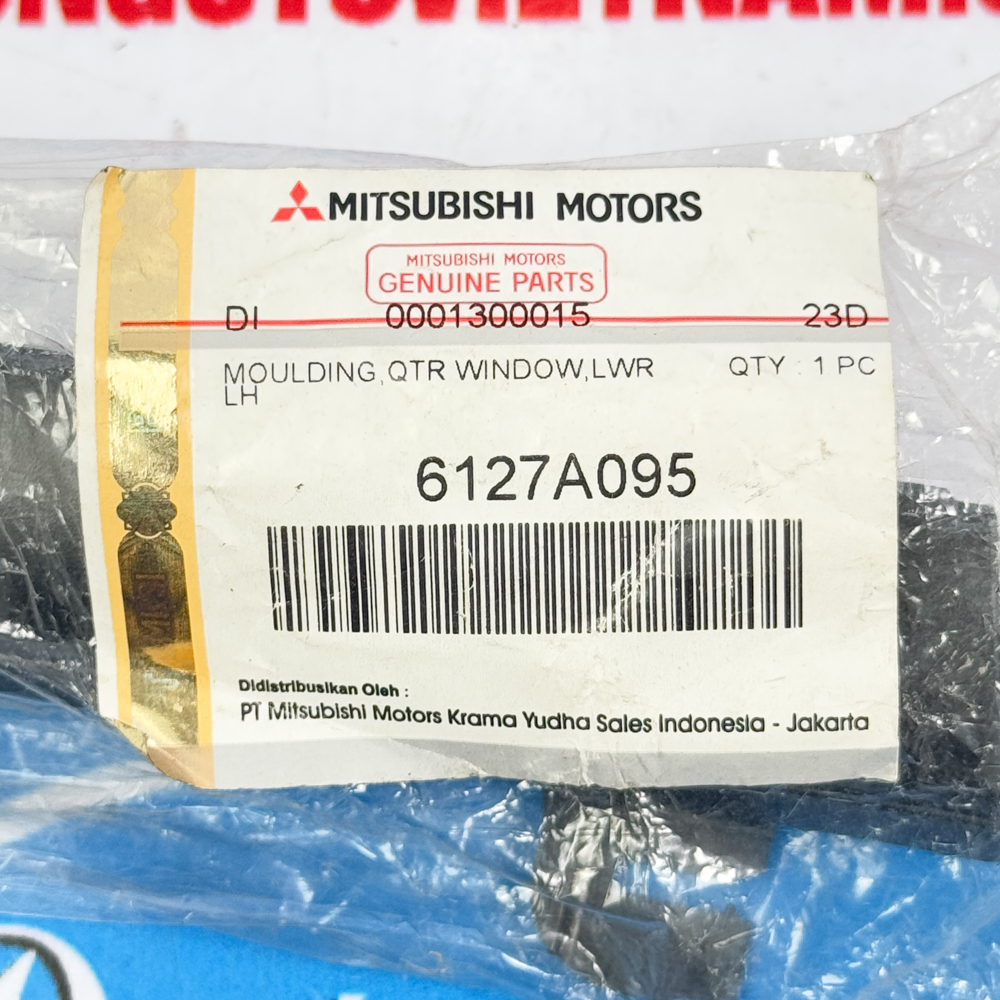 MITSUBISHI MOTORS
MITSUBISHI MOTORS
GENUINE PARTS
DI 0001300015 23D
MOULDING,QTR WINDOW,LWR QTY : 1 PC
LH
6127A095
Didistribusikan Oleh :
PT Mitsubishi Motors Krama Yudha Sales Indonesia - Jakarta